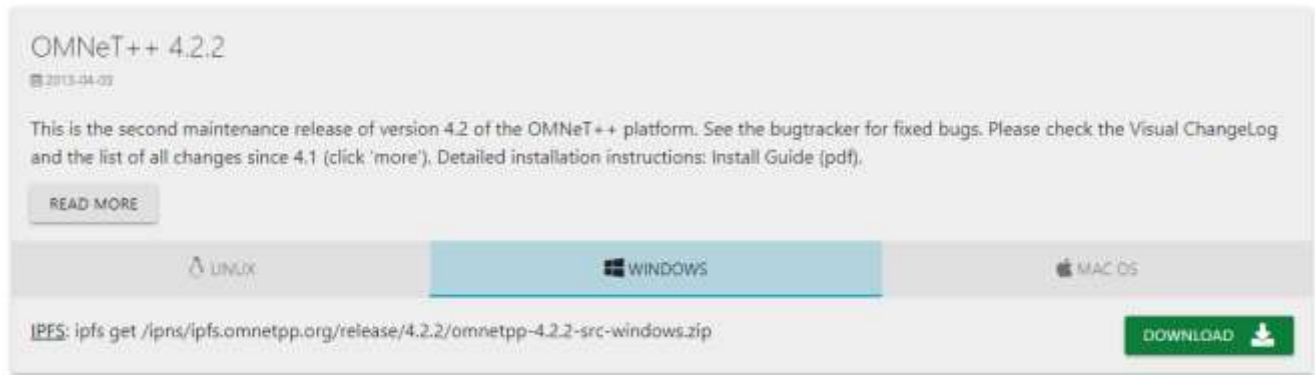 OMNeT++ 4.2.2
2013-04-03
This is the second maintenance release of version 4.2 of the OMNeT++ platform. See the bugtracker for fixed bugs. Please check the Visual ChangeLog
and the list of all changes since 4.1 (click 'more'). Detailed installation instructions: Install Guide (pdf).
READ MORE
LINUX
WINDOWS
MAC OS
IPFS: ipfs get /ipns/ipfs.omnetpp.org/release/4.2.2/omnetpp-4.2.2-src-windows.zip
DOWNLOAD